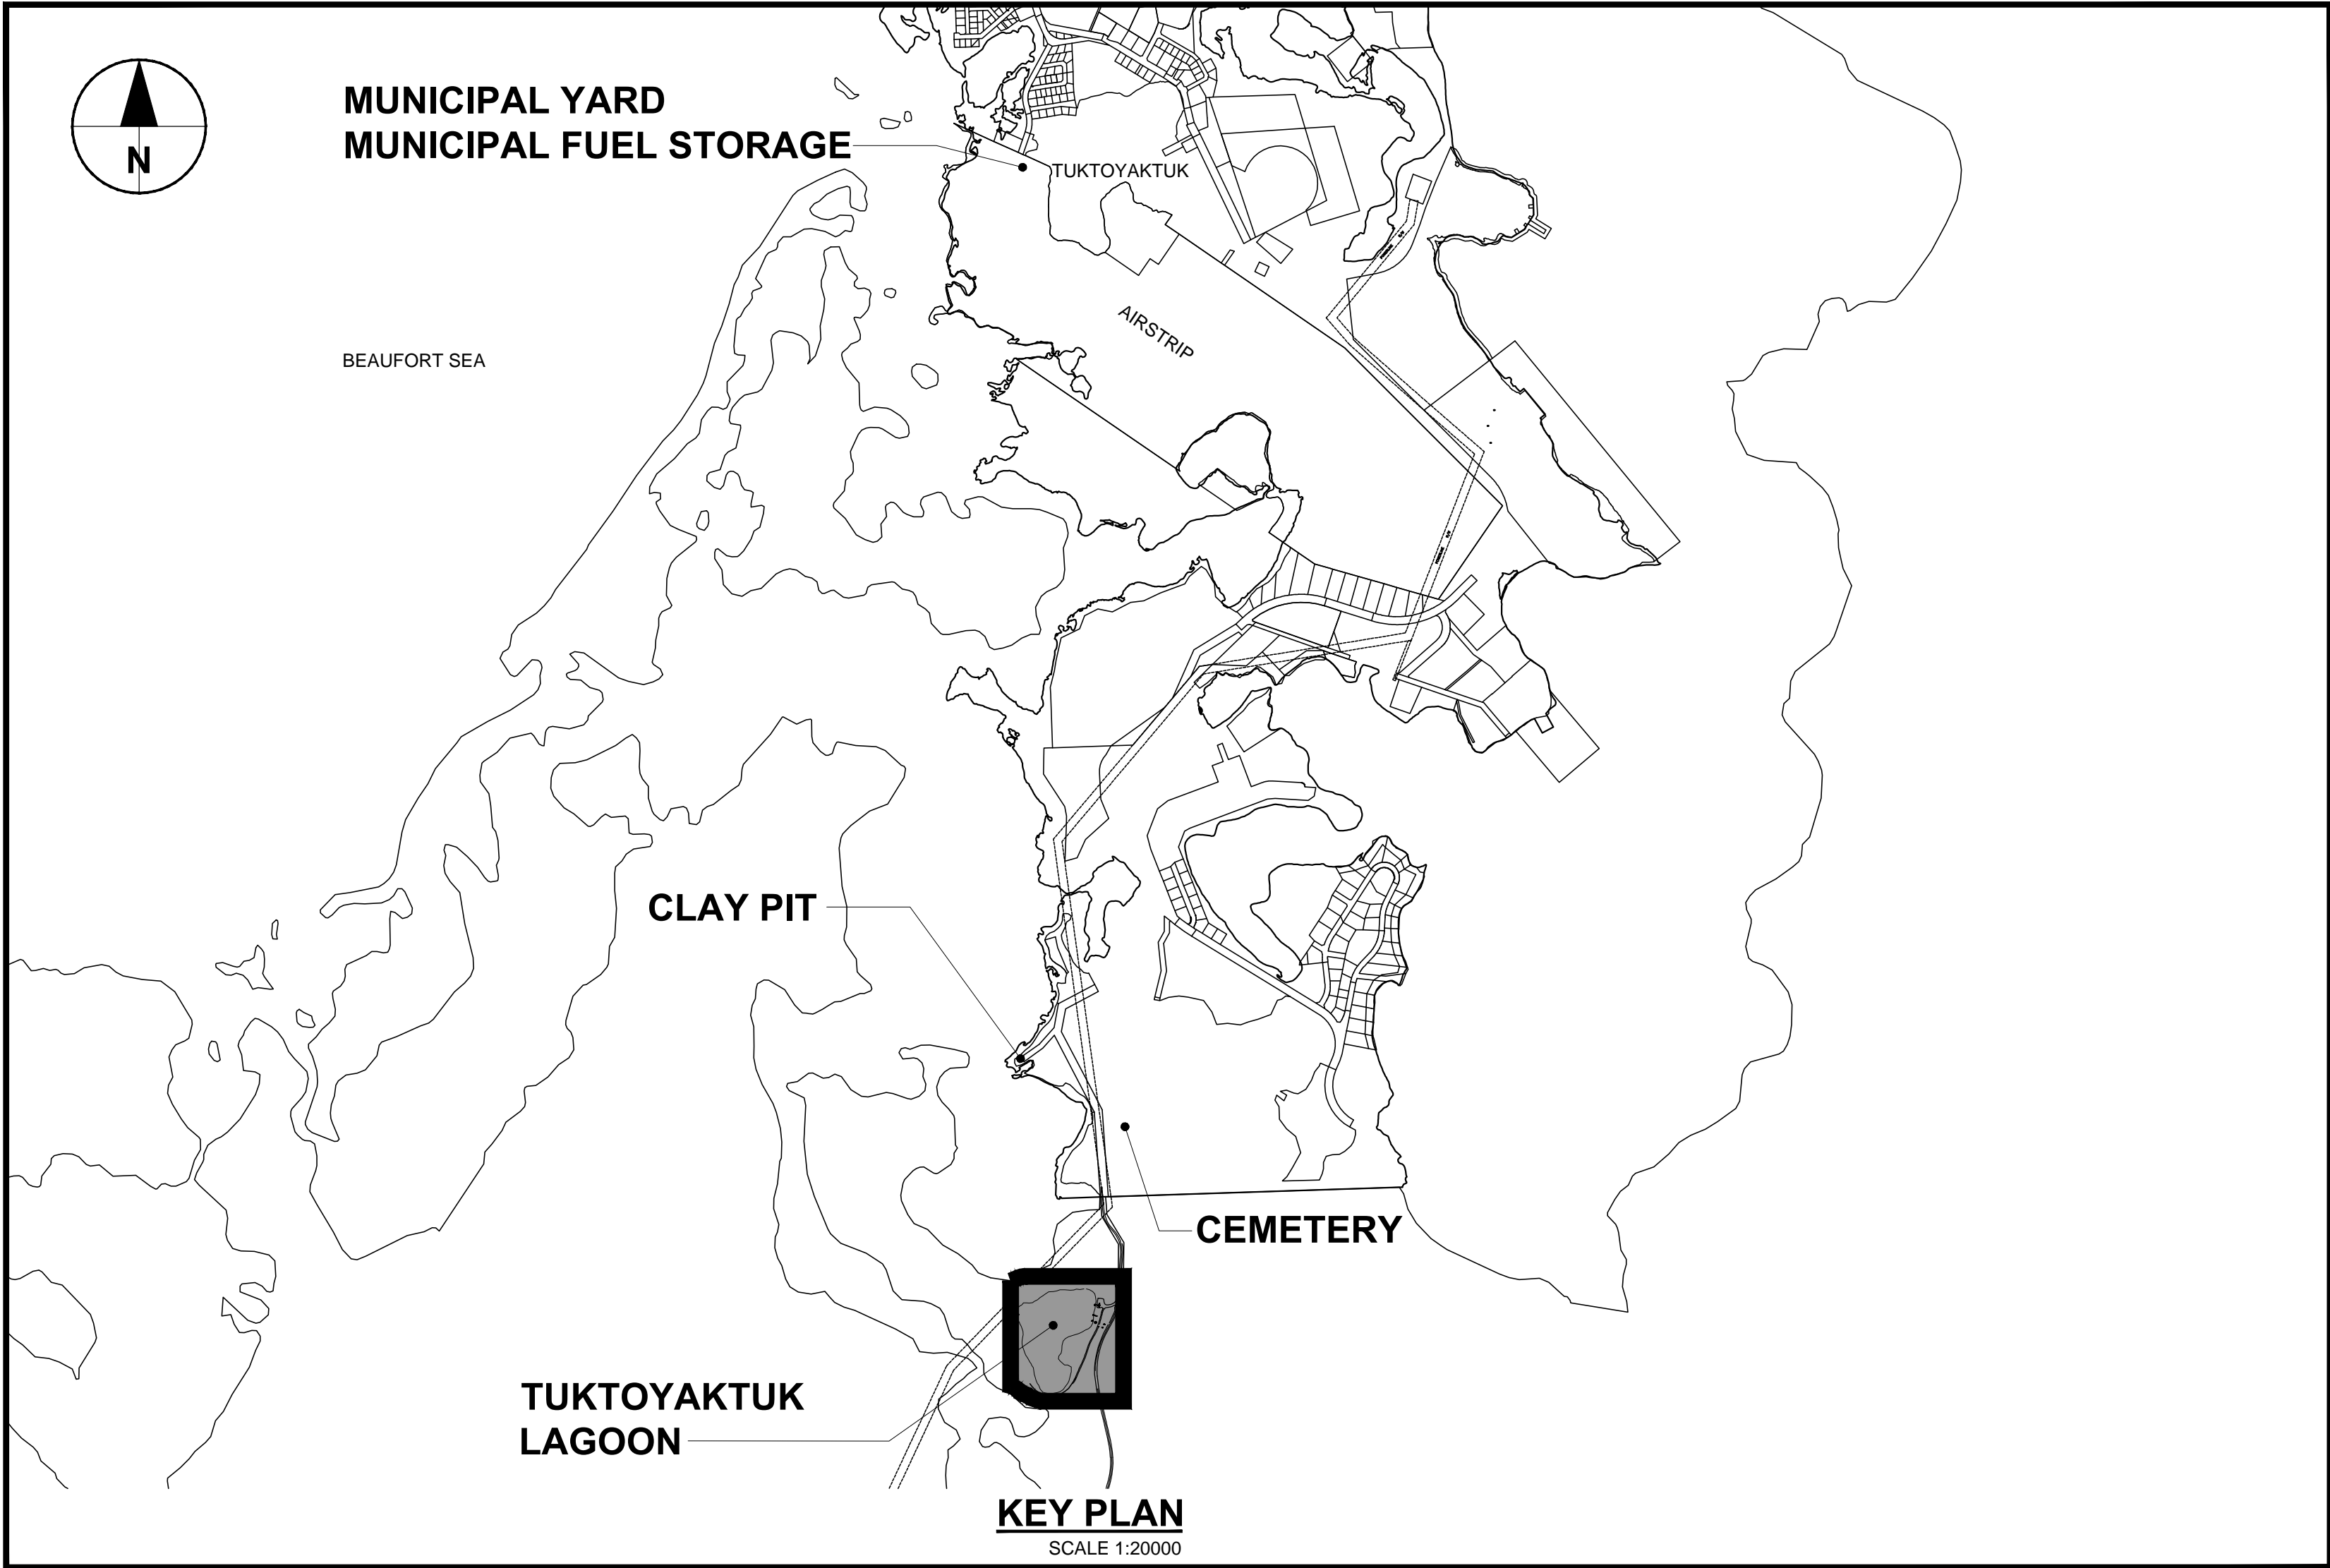 N
MUNICIPAL YARD
MUNICIPAL FUEL STORAGE
TUKTOYAKTUK
AIRSTRIP
BEAUFORT SEA
CLAY PIT
CEMETERY
TUKTOYAKTUK
LAGOON
KEY PLAN
SCALE 1:20000